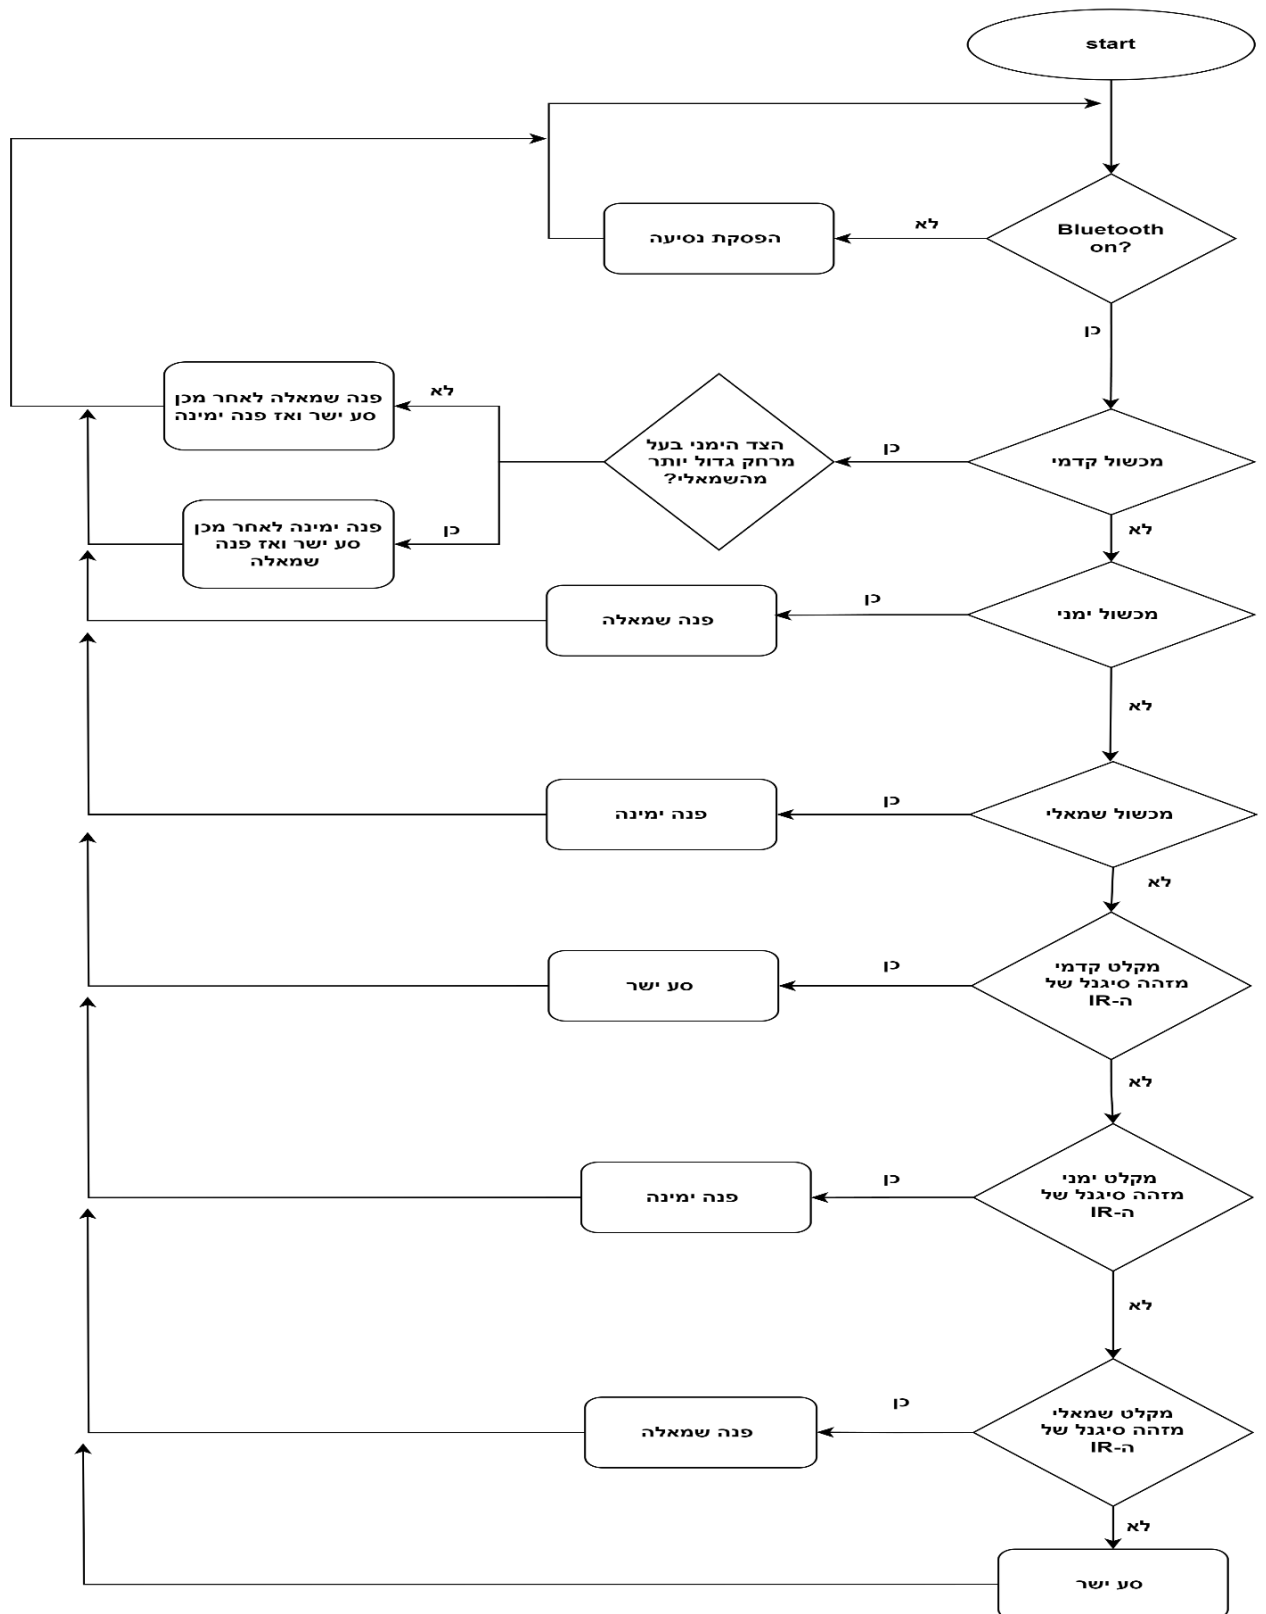 start
Bluetooth
on?
לא
הפסקת נסיעה
כן
מכשול קדמי
כן
הצד הימני בעל
מרחק גדול יותר
מהשמאלי?
לא
פנה שמאלה לאחר מכן
סע ישר ואז פנה ימינה
כן
פנה ימינה לאחר מכן
סע ישר ואז פנה
שמאלה
לא
מכשול ימני
כן
פנה שמאלה
לא
מכשול שמאלי
כן
פנה ימינה
לא
מקלט קדמי
מזהה סיגנל של
ה-IR
כן
סע ישר
לא
מקלט ימני
מזהה סיגנל של
ה-IR
כן
פנה ימינה
לא
מקלט שמאלי
מזהה סיגנל של
ה-IR
כן
פנה שמאלה
לא
סע ישר